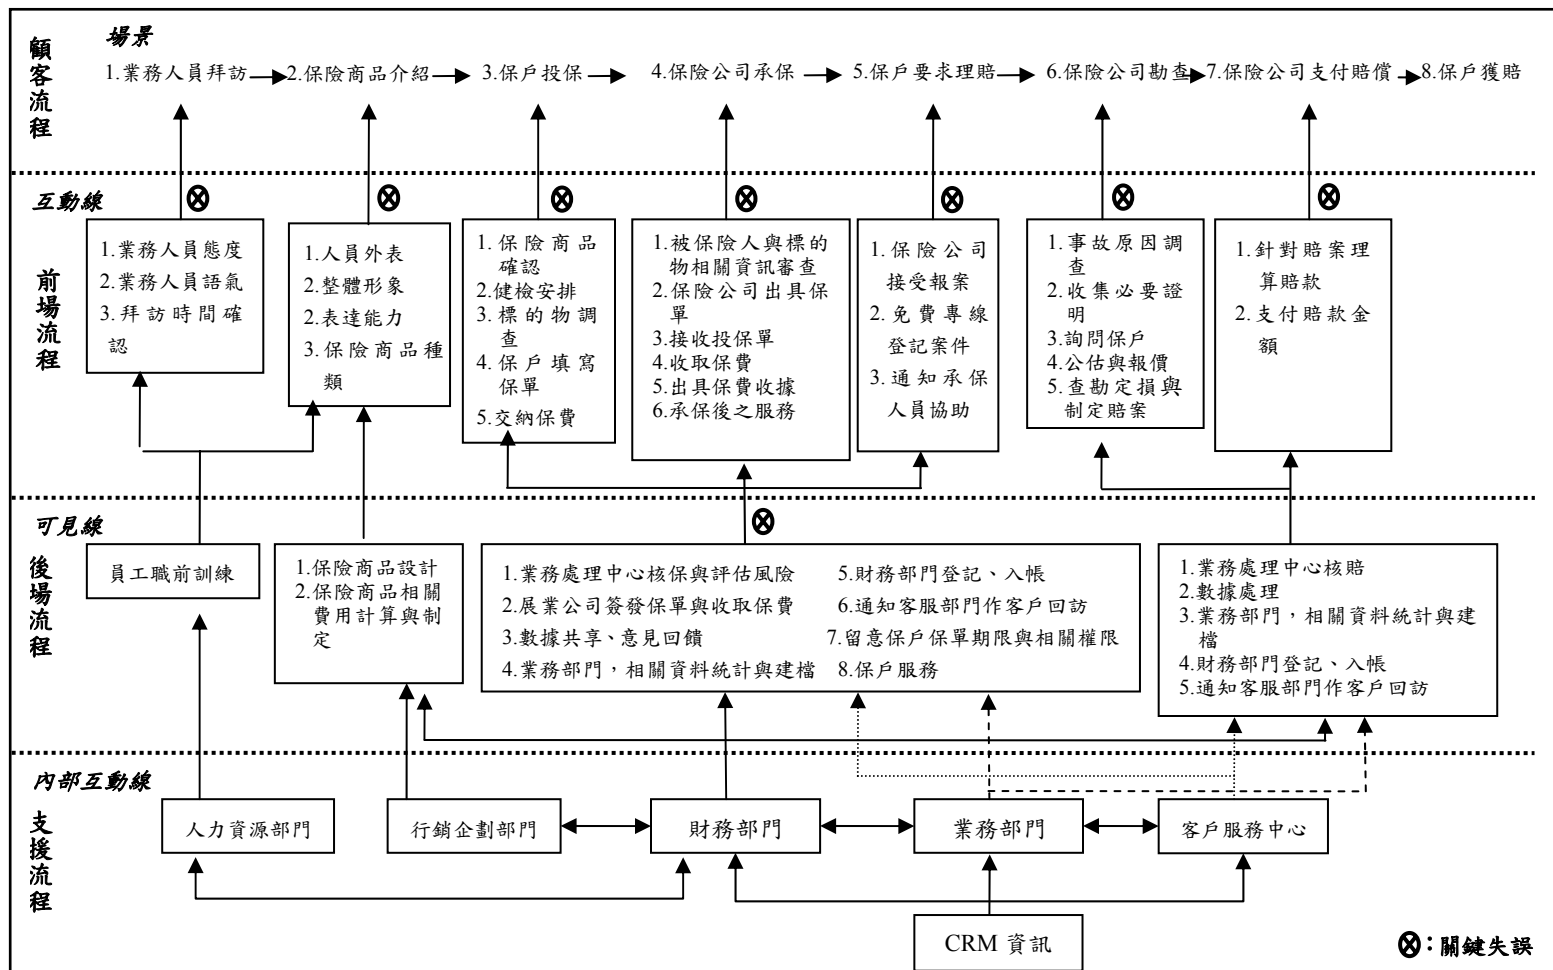 場景
顧客流程
1.業務人員拜訪
2.保險商品介紹
3.保戶投保
4.保險公司承保
5.保戶要求理賠
6.保險公司勘查
7.保險公司支付賠償
8.保戶獲賠
互動線
前場流程
1.業務人員態度
2.業務人員語氣
3.拜訪時間確
認
1.人員外表
2.整體形象
2.表達能力
3.保險商品種
類
1.保險商品
確認
2.健檢安排
3.標的物調
查
4.保戶填寫
保單
5.交納保費
1.被保險人與標的
物相關資訊審查
2.保險公司出具保
單
3.接收投保單
4.收取保費
5.出具保費收據
6.承保後之服務
1.保險公司
接受報案
2.免費專線
登記案件
3.通知承保
人員協助
1.事故原因調
查
2.收集必要證
明
3.詢問保戶
4.公估與報價
5.查勘定損與
制定賠案
1.針對賠案理
算賠款
2.支付賠款金
額
可見線
後場流程
員工職前訓練
1.保險商品設計
2.保險商品相關
費用計算與制
定
1.業務處理中心核保與評估風險
2.展業公司簽發保單與收取保費
3.數據共享、意見回饋
4.業務部門，相關資料統計與建檔
5.財務部門登記、入帳
6.通知客服部門作客戶回訪
7.留意保戶保單期限與相關權限
8.保戶服務
1.業務處理中心核賠
2.數據處理
3.業務部門，相關資料統計與建
檔
4.財務部門登記、入帳
5.通知客服部門作客戶回訪
內部互動線
支援流程
人力資源部門
行銷企劃部門
財務部門
業務部門
客戶服務中心
CRM 資訊
：關鍵失誤